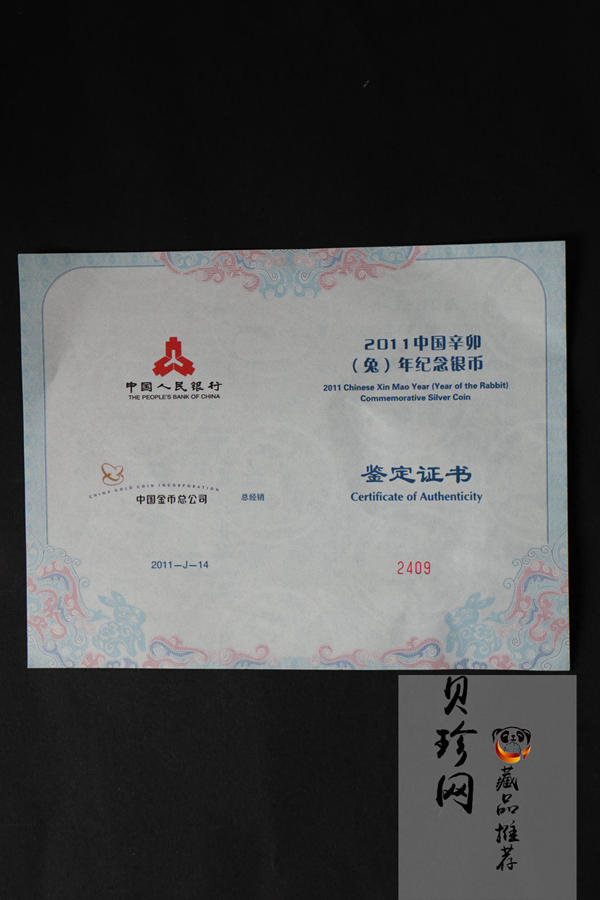 中国人民银行
THE PEOPLE'S BANK OF CHINA
2011中国辛卯
（兔）年纪念银币
2011 Chinese Xin Mao Year (Year of the Rabbit)
Commemorative Silver Coin
CHINA GOLD COIN INCORPORATION
中国金币总公司
总经销
鉴定证书
Certificate of Authenticity
2011-J-14
2409
贝珍网
藏品推荐